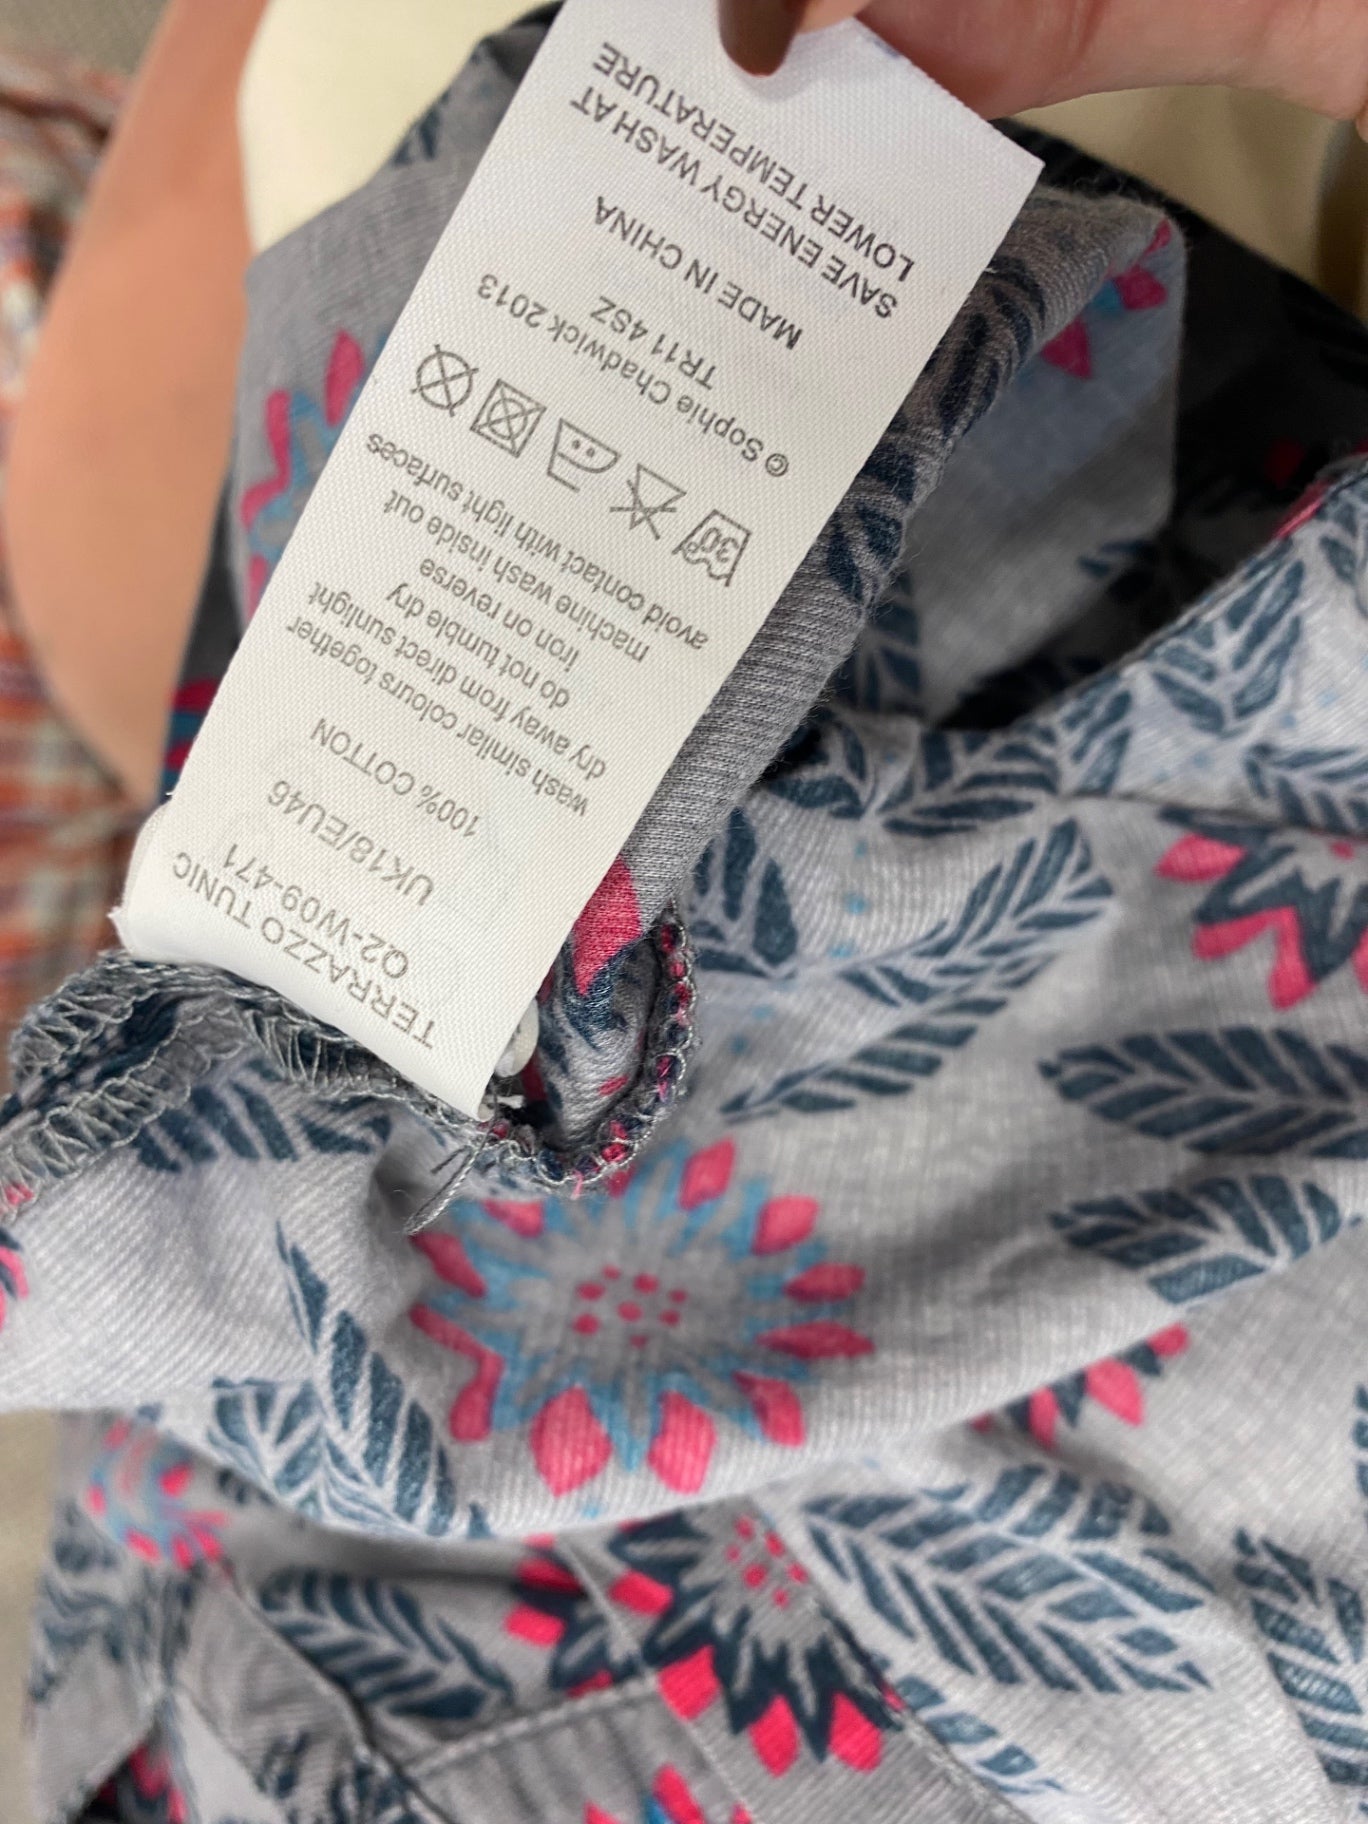 TERRAZZO TUNIC
Q2-W09-471
UK18/EU46
100% COTTON
wash similar colours together
dry away from direct sunlight
do not tumble dry
iron on reverse
machine wash inside out
avoid contact with light surfaces
30°
© Sophie Chadwick 2013
TR11 4SZ
MADE IN CHINA
SAVE ENERGY WASH AT
LOWER TEMPERATURE